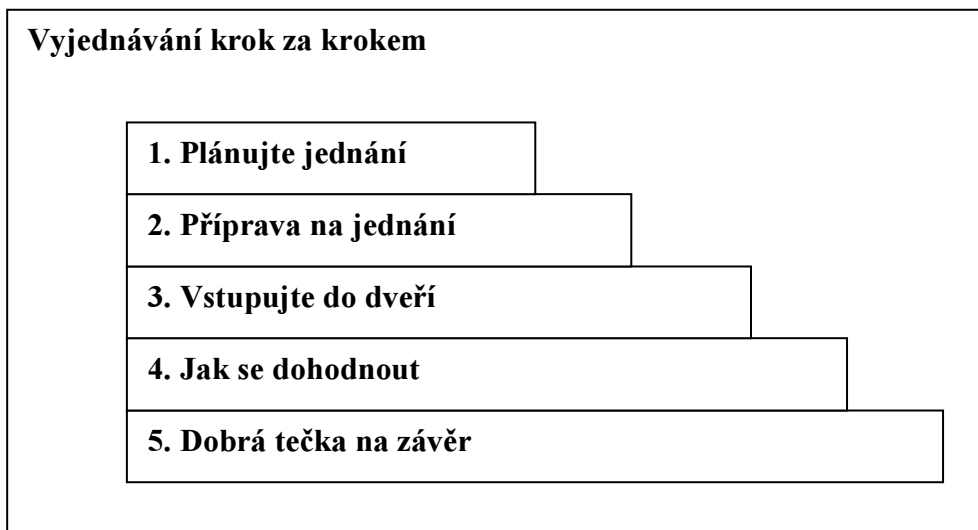 Vyjednávání krok za krokem
1. Plánujte jednání
2. Příprava na jednání
3. Vstupujte do dveří
4. Jak se dohodnout
5. Dobrá tečka na závěr